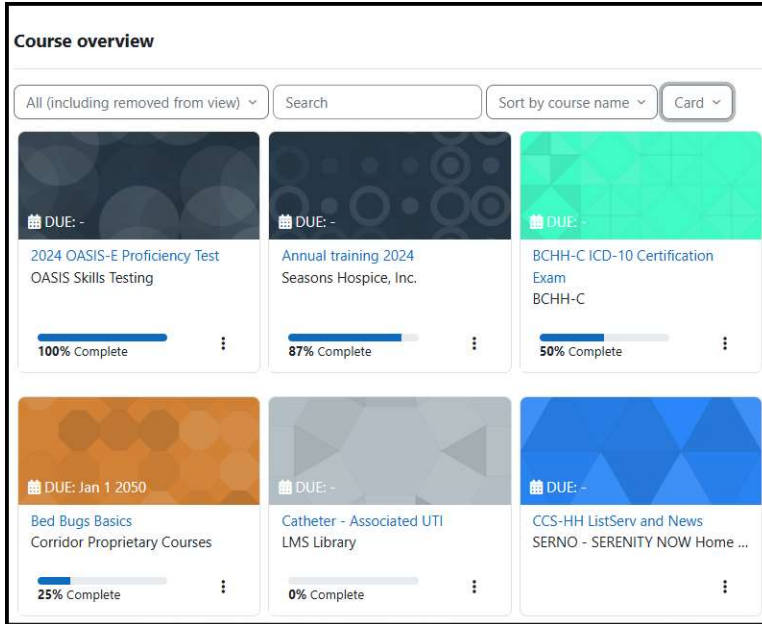 Course overview
All (including removed from view)
Search
Sort by course name
Card
DUE: -
2024 OASIS-E Proficiency Test
OASIS Skills Testing
100% Complete
DUE: -
Annual training 2024
Seasons Hospice, Inc.
87% Complete
DUE: -
BCHH-C ICD-10 Certification
Exam
BCHH-C
50% Complete
DUE: Jan 1 2050
Bed Bugs Basics
Corridor Proprietary Courses
25% Complete
DUE: -
Catheter - Associated UTI
LMS Library
0% Complete
DUE: -
CCS-HH ListServ and News
SERNO - SERENITY NOW Home ...